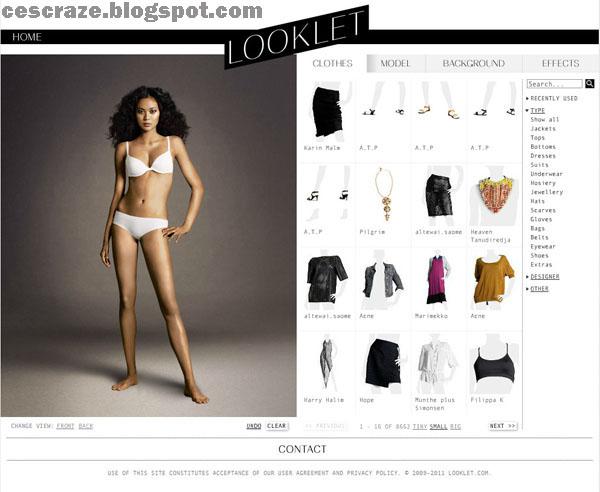 cescraze.blogspot.com
HOME
LOOKLET
CLOTHES MODEL BACKGROUND EFFECTS
Search...
RECENTLY USED
TYPE
Show all
Jackets
Tops
Bottoms
Dresses
Suits
Underwear
Hosiery
Jewellery
Hats
Scarves
Gloves
Bags
Belts
Eyewear
Shoes
Extras
DESIGNER
OTHER
Karin Malm A.T.P A.T.P A.T.P
A.T.P Pilgrim altewai.saome Heaven
Tanudiredja
altewai.saome Acne Marimekko Acne
Harry Halim Hope Munthe plus
Simonsen
Filippa K
CHANGE VIEW: FRONT BACK UNDO CLEAR
<< PREVIOUS 1 - 16 OF 8663 TINY SMALL BIG NEXT >>
CONTACT
USE OF THIS SITE CONSTITUTES ACCEPTANCE OF OUR USER AGREEMENT AND PRIVACY POLICY. © 2009-2011 LOOKLET.COM.